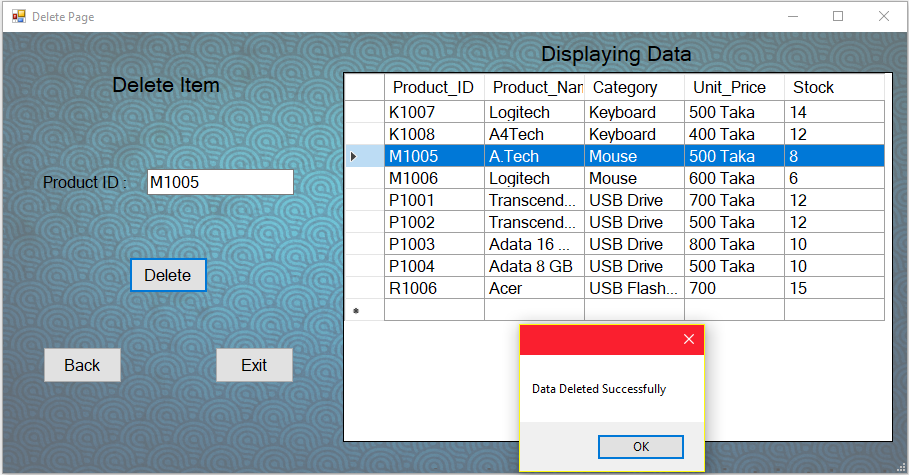 Delete Page
Displaying Data
Delete Item
Product ID : M1005
Delete
Back Exit
Product_ID Product_Nam Category Unit_Price Stock
K1007 Logitech Keyboard 500 Taka 14
K1008 A4Tech Keyboard 400 Taka 12
M1005 A.Tech Mouse 500 Taka 8
M1006 Logitech Mouse 600 Taka 6
P1001 Transcend... USB Drive 700 Taka 12
P1002 Transcend... USB Drive 500 Taka 12
P1003 Adata 16 ... USB Drive 800 Taka 10
P1004 Adata 8 GB USB Drive 500 Taka 10
R1006 Acer USB Flash... 700 15
Data Deleted Successfully
OK